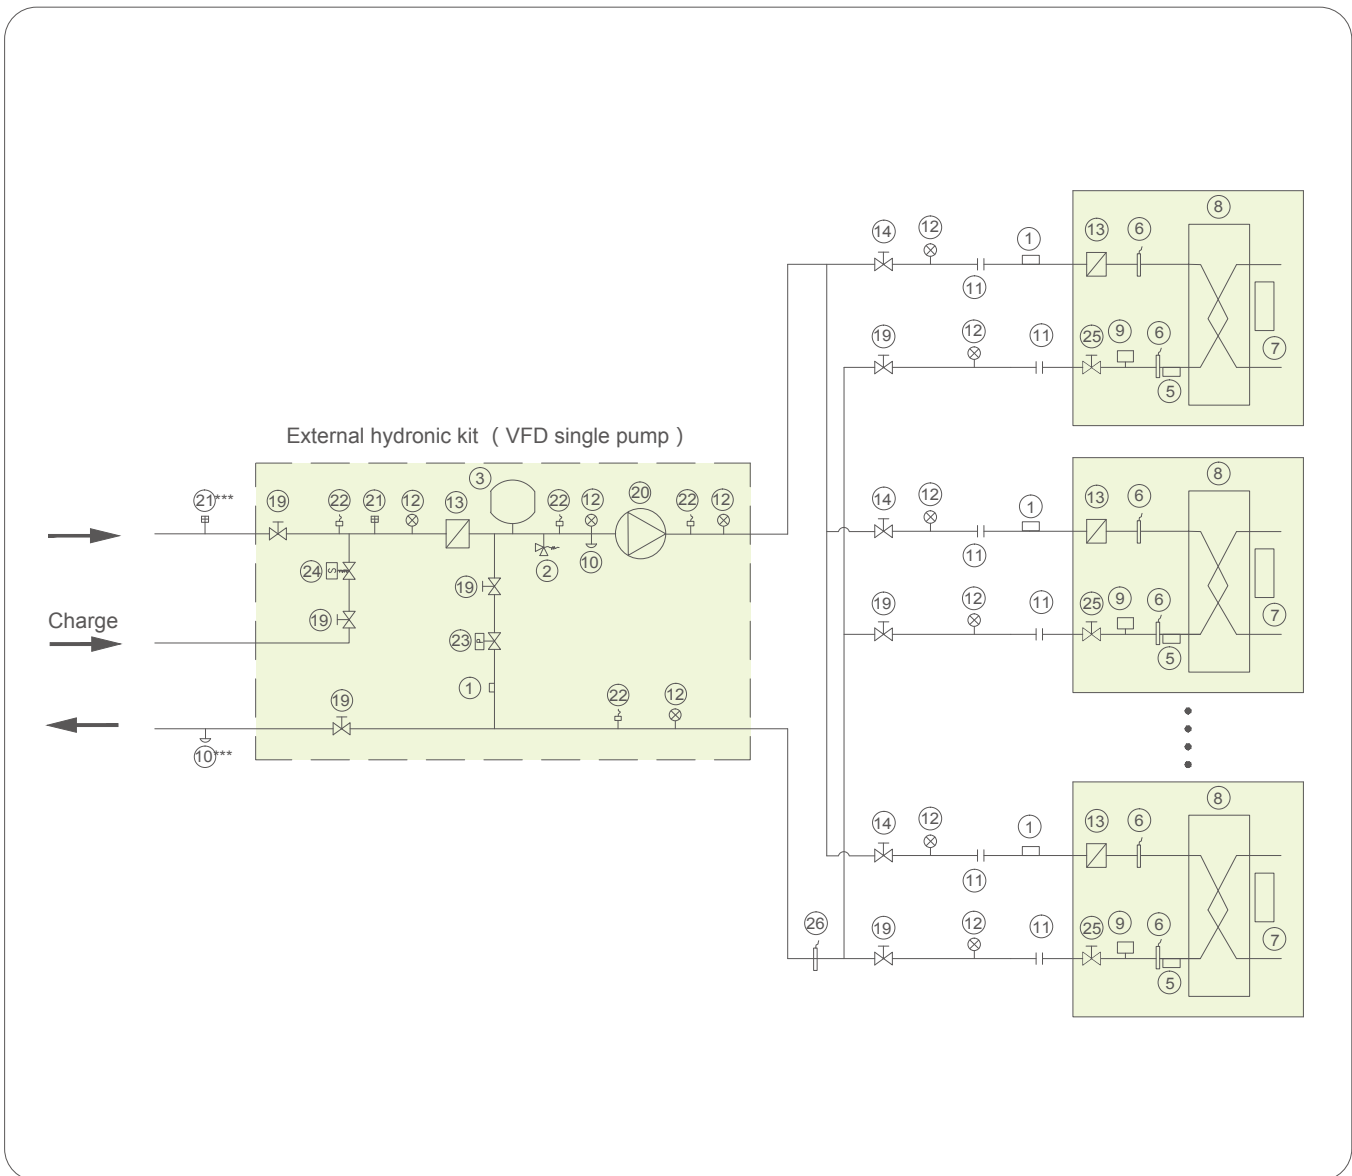 8
14 12 1 13 6
11
19 12 11 25 9 6
7
5
External hydronic kit ( VFD single pump )
8
3
21*** 19 22 21 12 13 22 12 20 22 12
14 12 1 13 6
2 10
11
24 S
19
Charge 19
19 12 11 25 9 6
7
23 P
5
1
19 22 12
10***
8
14 12 1 13 6
11
26 19 12 11 25 9 6
7
5